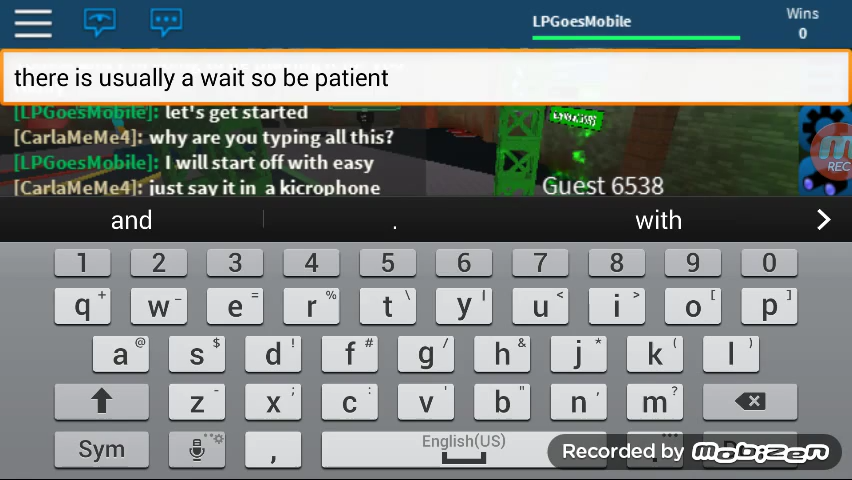 LPGoesMobile
Wins
0
there is usually a wait so be patient
[LPGoesMobile]: let's get started
[CarlaMeMe4]: why are you typing all this?
[LPGoesMobile]: I will start off with easy
[CarlaMeMe4]: just say it in a kicrophone
Guest 6538
REC
and . with
1 2 3 4 5 6 7 8 9 0
q + w - e = r % t \ y | u < i > o [ p ]
a @ s $ d ! f # g / h & j * k ( l )
z - x ; c : v ' b " n , m ?
Sym , English(US)
Recorded by mobizen